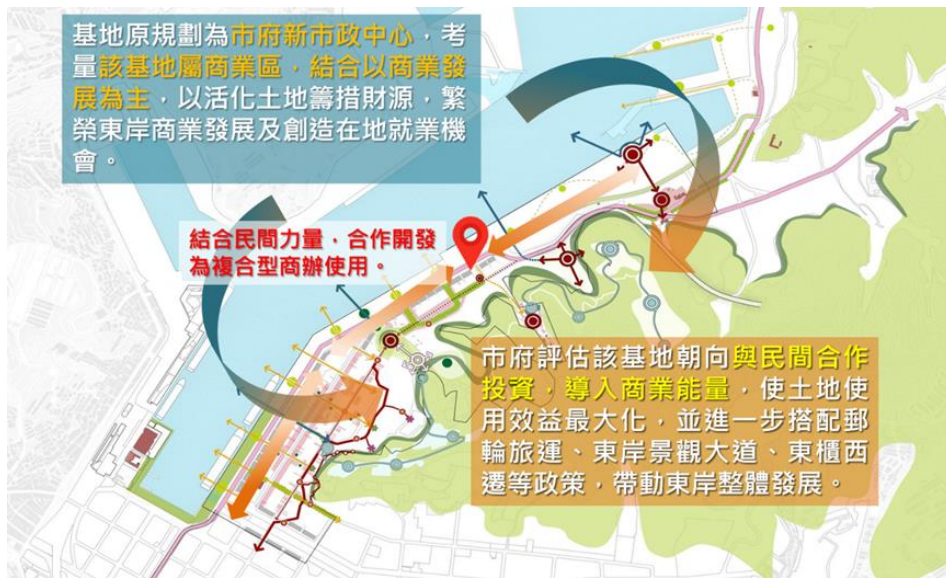 基地原規劃為市府新市政中心，考
量該基地屬商業區，結合以商業發
展為主，以活化土地籌措財源，繁
榮東岸商業發展及創造在地就業機
會。
結合民間力量，合作開發
為複合型商辦使用。
市府評估該基地朝向與民間合作
投資，導入商業能量，使土地使
用效益最大化，並進一步搭配郵
輪旅運、東岸景觀大道、東櫃西
遷等政策，帶動東岸整體發展。